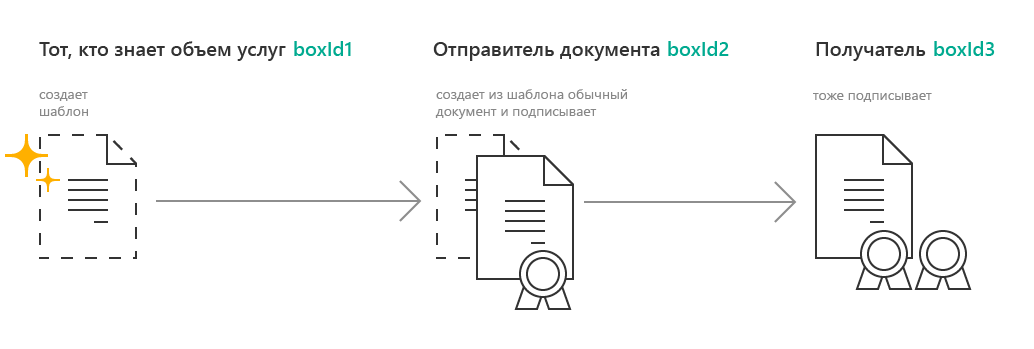 Тот, кто знает объем услуг boxId1
создает
шаблон
Отправитель документа boxId2
создает из шаблона обычный
документ и подписывает
Получатель boxId3
тоже подписывает